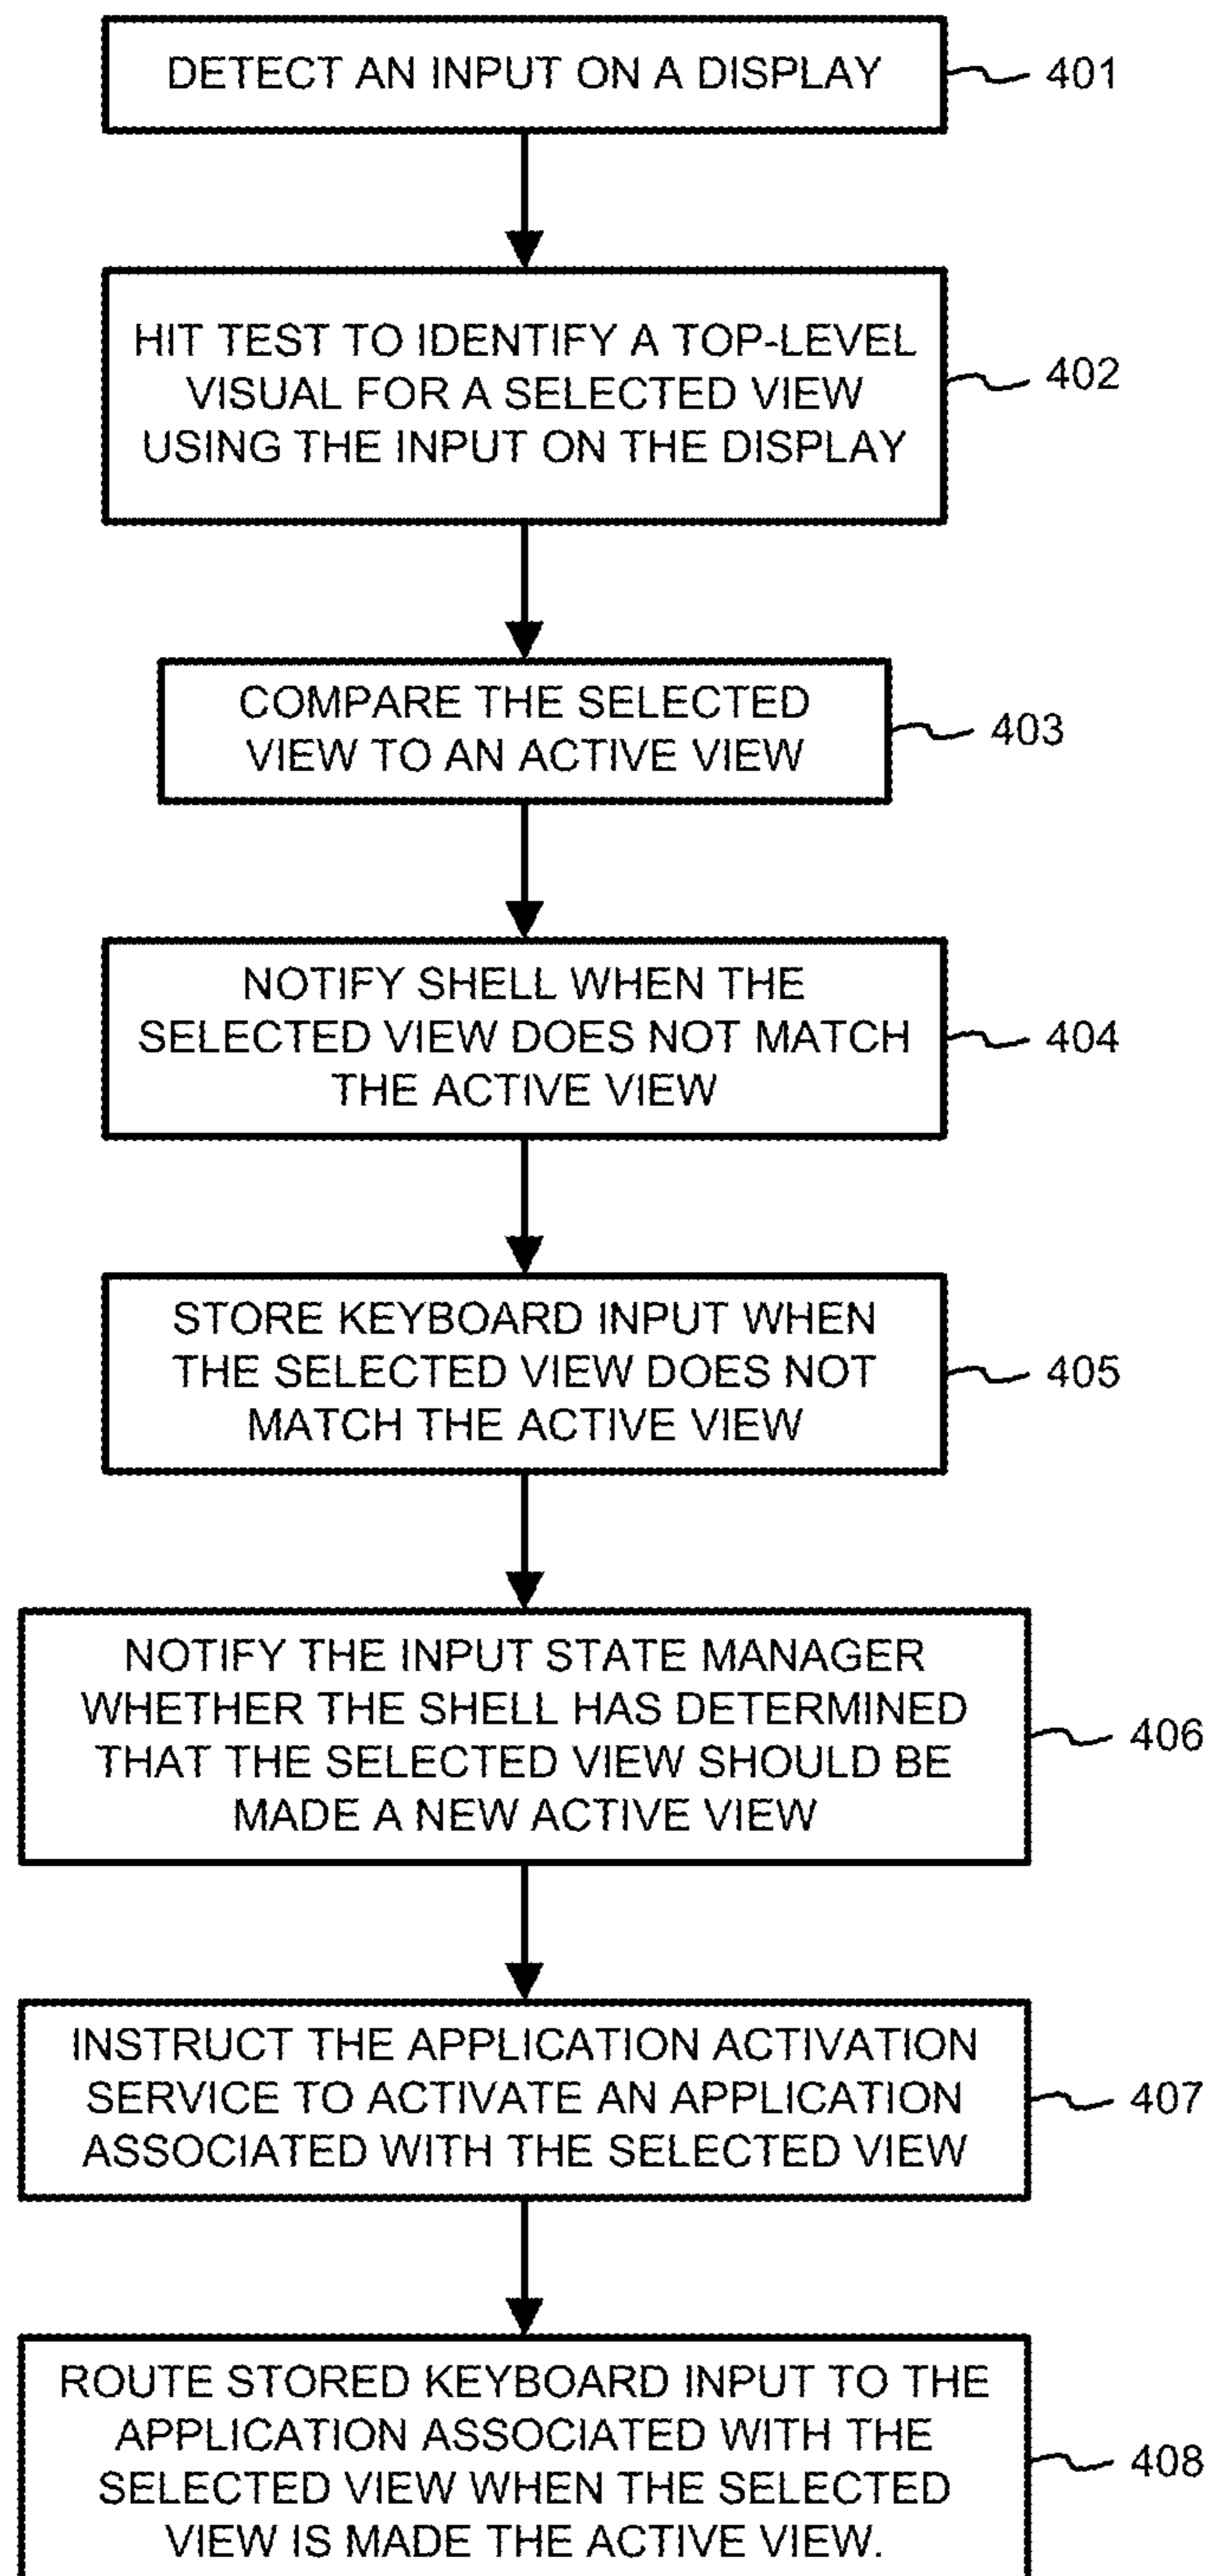 DETECT AN INPUT ON A DISPLAY
401
HIT TEST TO IDENTIFY A TOP-LEVEL
VISUAL FOR A SELECTED VIEW
USING THE INPUT ON THE DISPLAY
402
COMPARE THE SELECTED
VIEW TO AN ACTIVE VIEW
403
NOTIFY SHELL WHEN THE
SELECTED VIEW DOES NOT MATCH
THE ACTIVE VIEW
404
STORE KEYBOARD INPUT WHEN
THE SELECTED VIEW DOES NOT
MATCH THE ACTIVE VIEW
405
NOTIFY THE INPUT STATE MANAGER
WHETHER THE SHELL HAS DETERMINED
THAT THE SELECTED VIEW SHOULD BE
MADE A NEW ACTIVE VIEW
406
INSTRUCT THE APPLICATION ACTIVATION
SERVICE TO ACTIVATE AN APPLICATION
ASSOCIATED WITH THE SELECTED VIEW
407
ROUTE STORED KEYBOARD INPUT TO THE
APPLICATION ASSOCIATED WITH THE
SELECTED VIEW WHEN THE SELECTED
VIEW IS MADE THE ACTIVE VIEW.
408